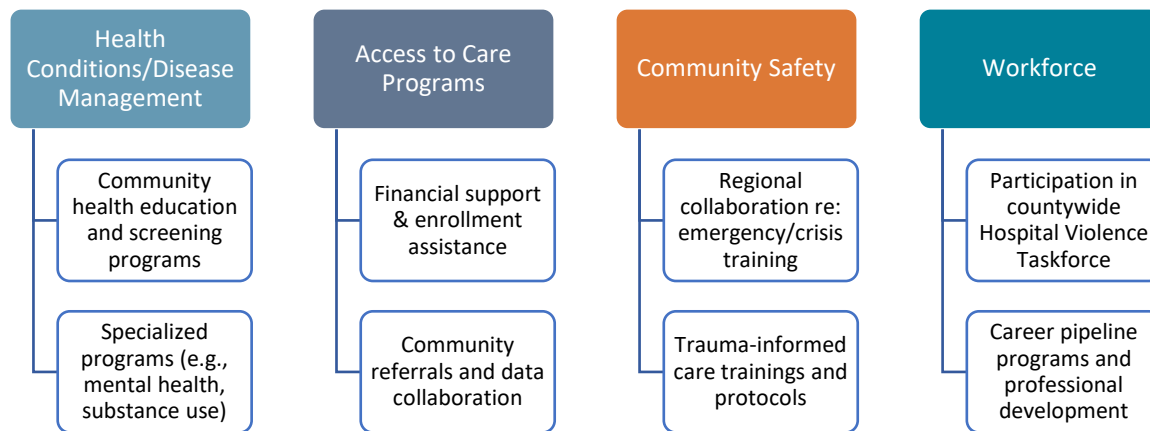 Health
Conditions/Disease
Management
Community
health education
and screening
programs
Specialized
programs (e.g.,
mental health,
substance use)
Access to Care
Programs
Financial support
& enrollment
assistance
Community
referrals and data
collaboration
Community Safety
Regional
collaboration re:
emergency/crisis
training
Trauma-informed
care trainings and
protocols
Workforce
Participation in
countywide
Hospital Violence
Taskforce
Career pipeline
programs and
professional
development